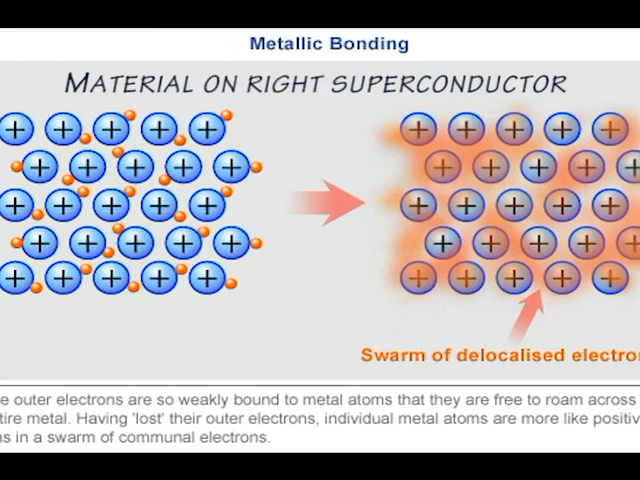 Metallic Bonding
MATERIAL ON RIGHT SUPERCONDUCTOR
Swarm of delocalised electron
e outer electrons are so weakly bound to metal atoms that they are free to roam across
tire metal. Having 'lost' their outer electrons, individual metal atoms are more like positiv
ns in a swarm of communal electrons.